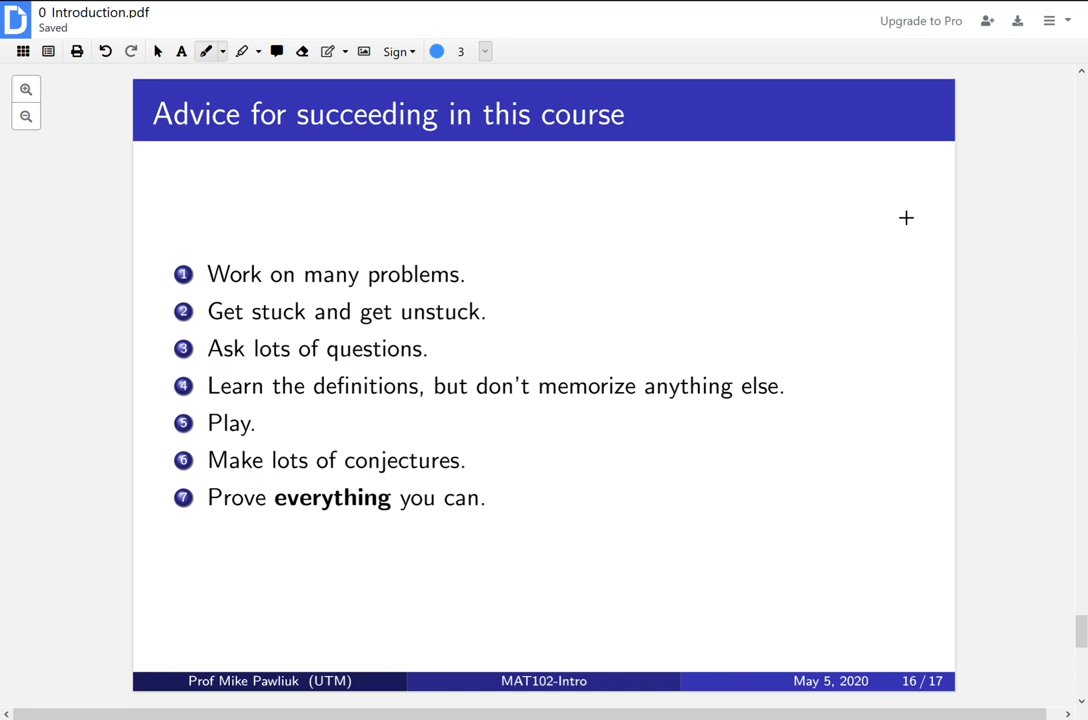 0 Introduction.pdf
Saved
Upgrade to Pro
A
Sign
3
Advice for succeeding in this course
1 Work on many problems.
2 Get stuck and get unstuck.
3 Ask lots of questions.
4 Learn the definitions, but don't memorize anything else.
5 Play.
6 Make lots of conjectures.
7 Prove everything you can.
Prof Mike Pawliuk (UTM) MAT102-Intro May 5, 2020 16 / 17